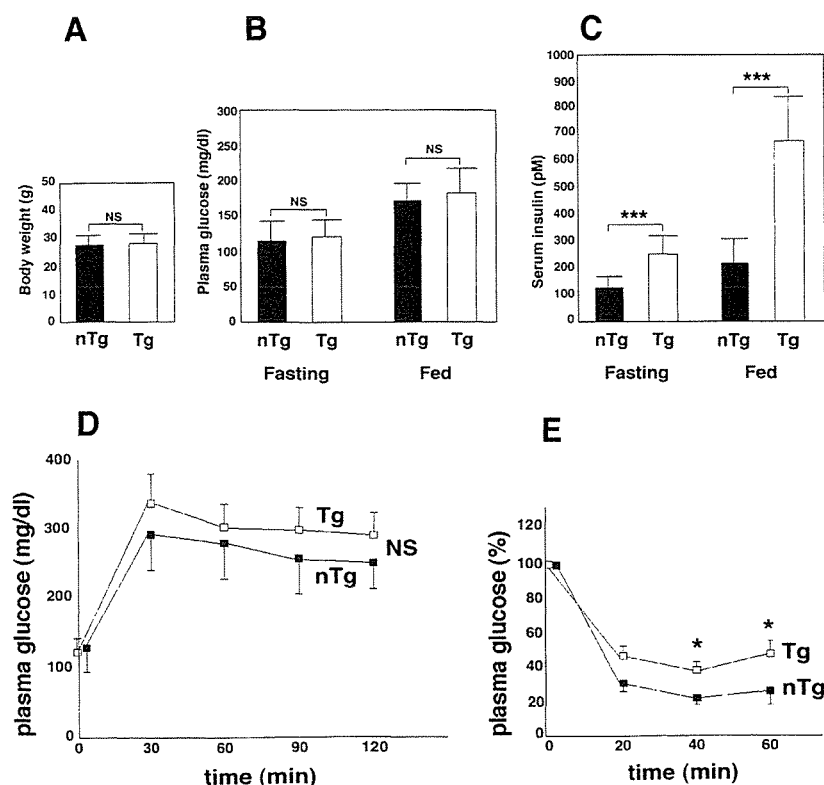 A
Body weight (g)
50
40
30
20
10
0
NS
nTg Tg
B
Plasma glucose (mg/dl)
300
250
200
150
100
50
0
NS
NS
nTg Tg nTg Tg
Fasting Fed
C
Serum insulin (pM)
1000
900
800
700
600
500
400
300
200
100
0
***
***
nTg Tg nTg Tg
Fasting Fed
D
plasma glucose (mg/dl)
400
300
200
100
0
Tg
NS
nTg
0 30 60 90 120
time (min)
E
plasma glucose (%)
120
100
80
60
40
20
0
* *
Tg
nTg
0 20 40 60
time (min)